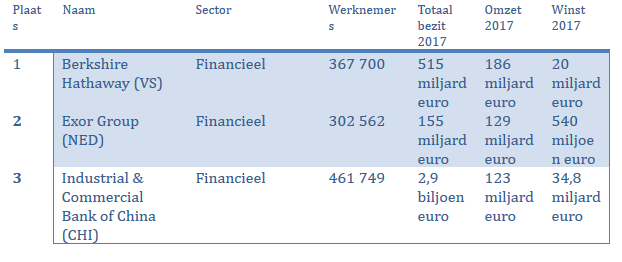 Plaat Naam Sector Werknemer Totaal Omzet Winst
s s bezit 2017 2017
2017
1 Berkshire Financieel 367 700 515 186 20
Hathaway (VS) miljard miljard miljard
euro euro euro
2 Exor Group Financieel 302 562 155 129 540
(NED) miljard miljard miljoe
euro euro n euro
3 Industrial & Financieel 461 749 2,9 123 34,8
Commercial biljoen miljard miljard
Bank of China euro euro euro
(CHI)